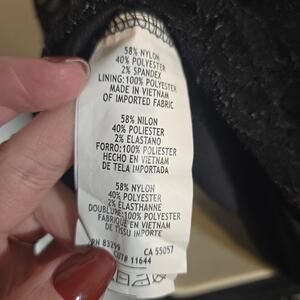 58% NYLON
40% POLYESTER
2% SPANDEX
LINING:100% POLYESTER
MADE IN VIETNAM
OF IMPORTED FABRIC
58% NILON
40% POLIESTER
2% ELASTANO
FORRO:100% POLIESTER
HECHO EN VIETNAM
DE TELA IMPORTADA
58% NYLON
40% POLYESTER
2% ELASTHANNE
DOUBLURE:100% POLYESTER
FABRIQUÉ EN VIETNAM
DE TISSU IMPORTE
RN 83299 CA 55057
CUT# 11644